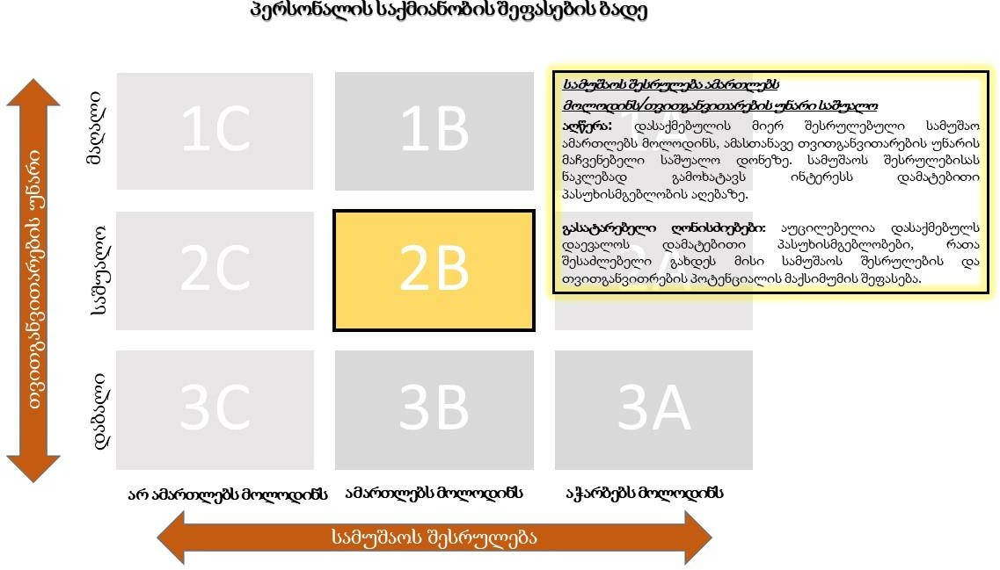 პერსონალის საქმიანობის შეფასების ბადე
თვითგანვითარების უნარი
მაღალი
1C
1B
1A
სამუშაოს შესრულება ამართლებს
მოლოდინს/თვითგანვითარების უნარი საშუალო
აღწერა: დასაქმებულის მიერ შესრულებული სამუშაო
ამართლებს მოლოდინს, ამასთანავე თვითგანვითარების უნარის
მაჩვენებელი საშუალო დონეზე. სამუშაოს შესრულებისას
ნაკლებად გამოხატავს ინტერესს დამატებითი
პასუხისმგებლობის აღებაზე.
გასატარებელი ღონისძიებები: აუცილებელია დასაქმებულს
დაევალოს დამატებითი პასუხისმგებლობები, რათა
შესაძლებელი გახდეს მისი სამუშაოს შესრულების და
თვითგანვითრების პოტენციალის მაქსიმუმის შეფასება.
საშუალო
2C
2B
2A
დაბალი
3C
3B
3A
არ ამართლებს მოლოდინს
ამართლებს მოლოდინს
აჭარბებს მოლოდინს
სამუშაოს შესრულება